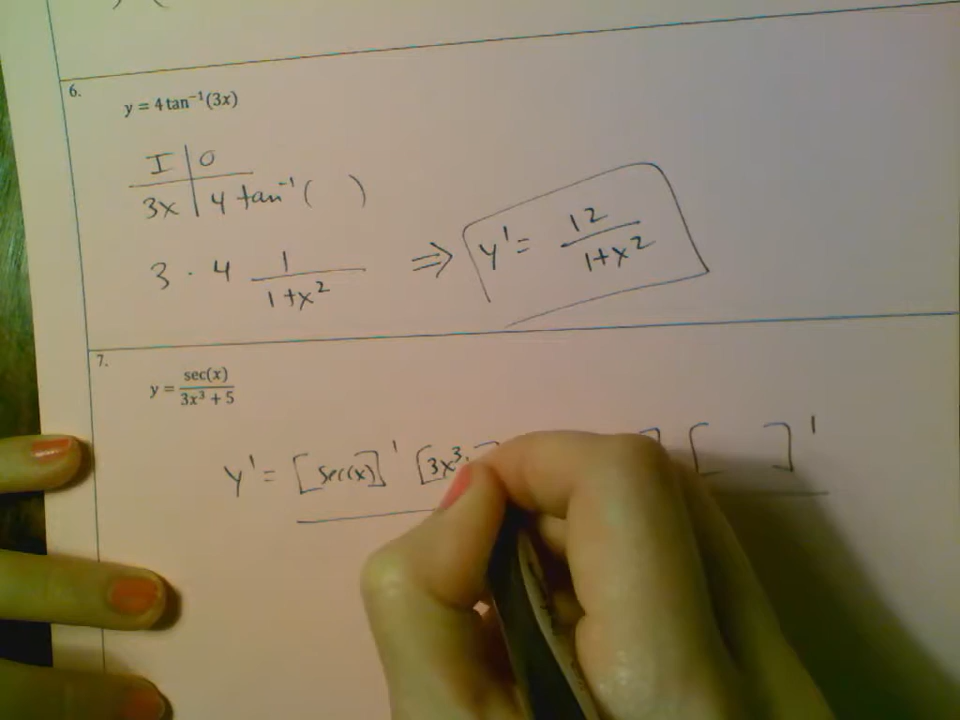 6.
y = 4 tan⁻¹(3x)
I | O
3x | 4 tan⁻¹( )
3 · 4 1/(1+x²) ⇒ y' = 12/(1+x²)
7.
y = sec(x)/(3x³ + 5)
y' = [sec(x)]' [3x³ ] [ ]'